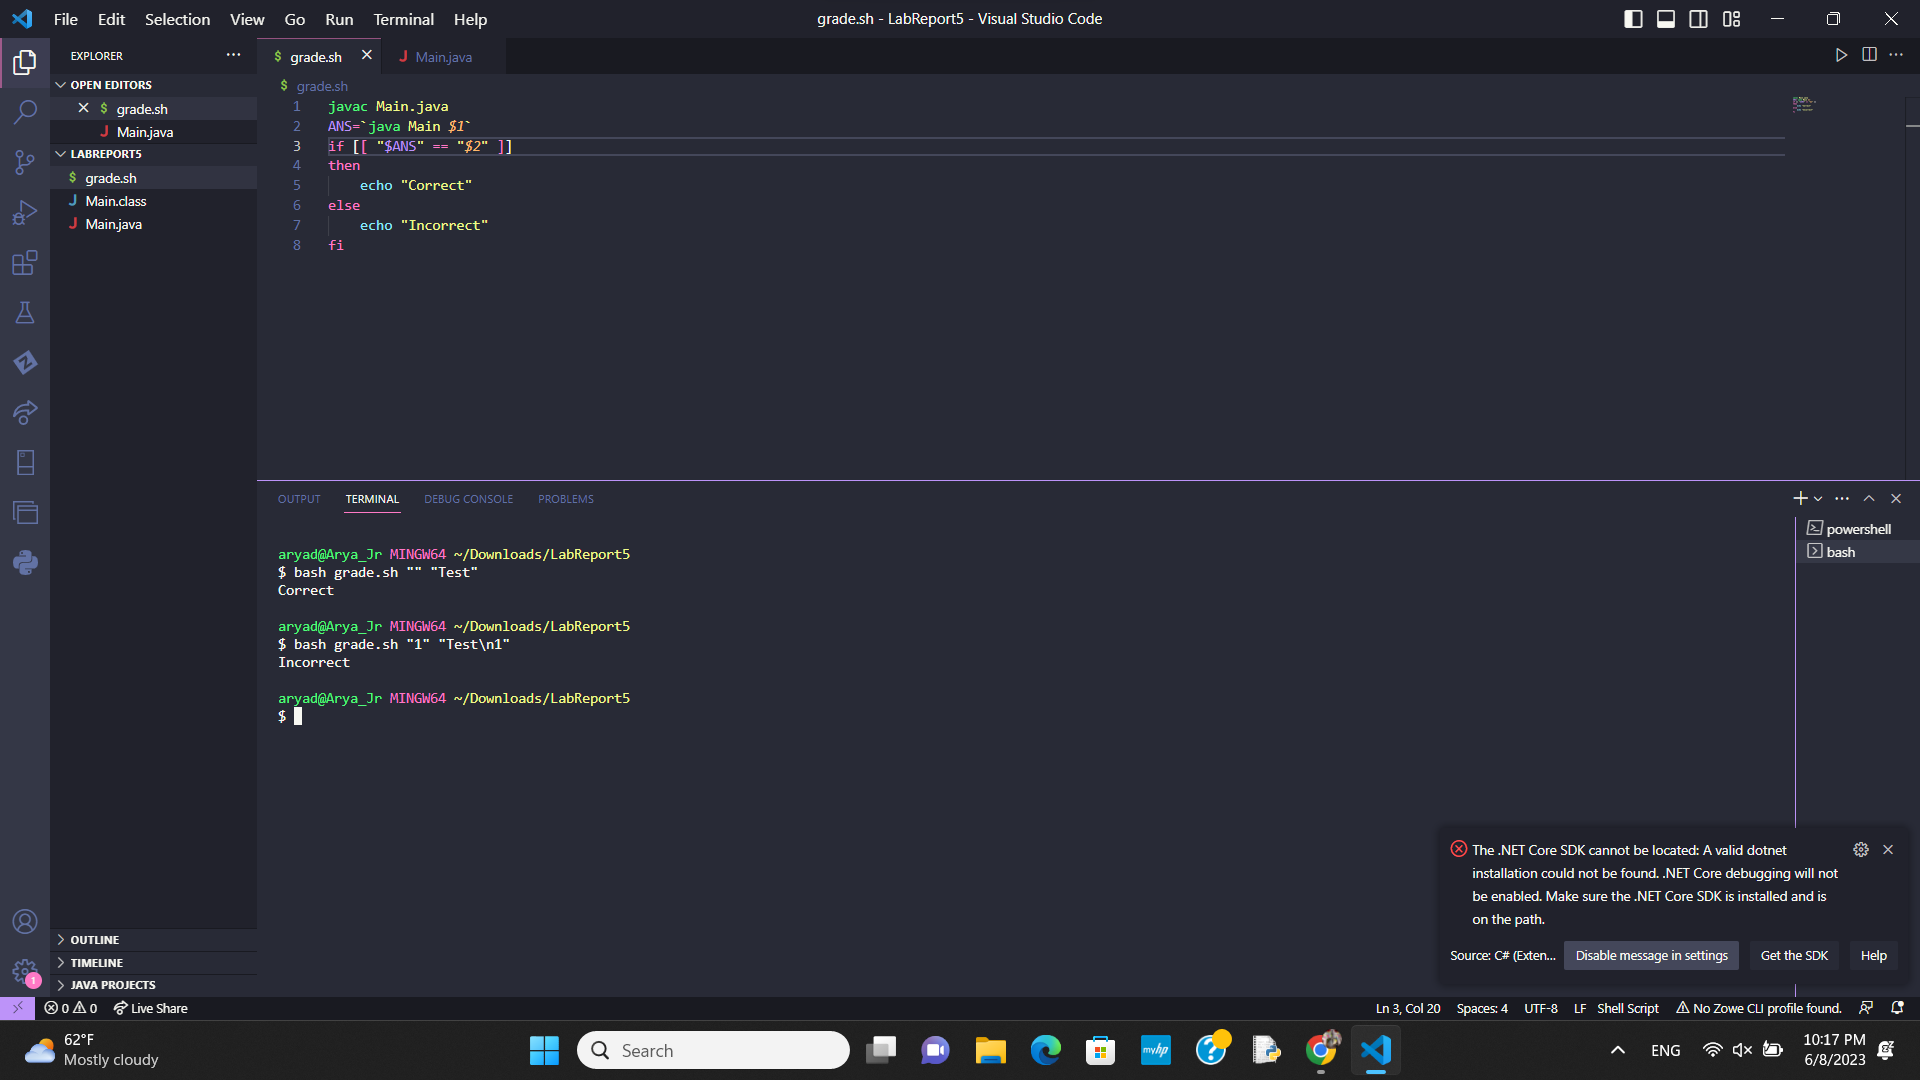 File Edit Selection View Go Run Terminal Help
grade.sh - LabReport5 - Visual Studio Code
EXPLORER
OPEN EDITORS
grade.sh
Main.java
LABREPORT5
$ grade.sh
J Main.class
J Main.java
OUTLINE
TIMELINE
JAVA PROJECTS
$ grade.sh
J Main.java
$ grade.sh
1 javac Main.java
2 ANS=`java Main $1`
3 if [[ "$ANS" == "$2" ]]
4 then
5     echo "Correct"
6 else
7     echo "Incorrect"
8 fi
OUTPUT TERMINAL DEBUG CONSOLE PROBLEMS
aryad@Arya_Jr MINGW64 ~/Downloads/LabReport5
$ bash grade.sh "" "Test"
Correct
aryad@Arya_Jr MINGW64 ~/Downloads/LabReport5
$ bash grade.sh "1" "Test\n1"
Incorrect
aryad@Arya_Jr MINGW64 ~/Downloads/LabReport5
$
powershell
bash
The .NET Core SDK cannot be located: A valid dotnet
installation could not be found. .NET Core debugging will not
be enabled. Make sure the .NET Core SDK is installed and is
on the path.
Source: C# (Exten... Disable message in settings Get the SDK Help
1
0 0 Live Share
Ln 3, Col 20 Spaces: 4 UTF-8 LF Shell Script No Zowe CLI profile found.
62°F
Mostly cloudy
Search
myhp
ENG
10:17 PM
6/8/2023